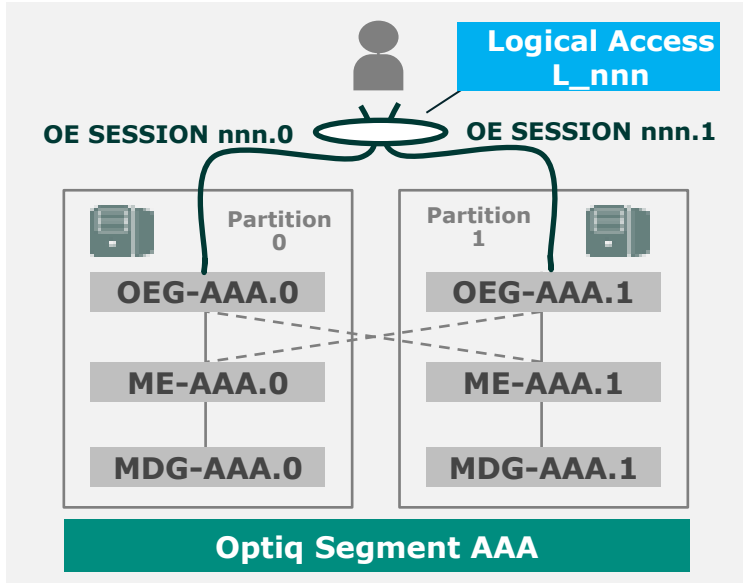 Logical Access
L_nnn
OE SESSION nnn.0
OE SESSION nnn.1
Partition
0
Partition
1
OEG-AAA.0
OEG-AAA.1
ME-AAA.0
ME-AAA.1
MDG-AAA.0
MDG-AAA.1
Optiq Segment AAA